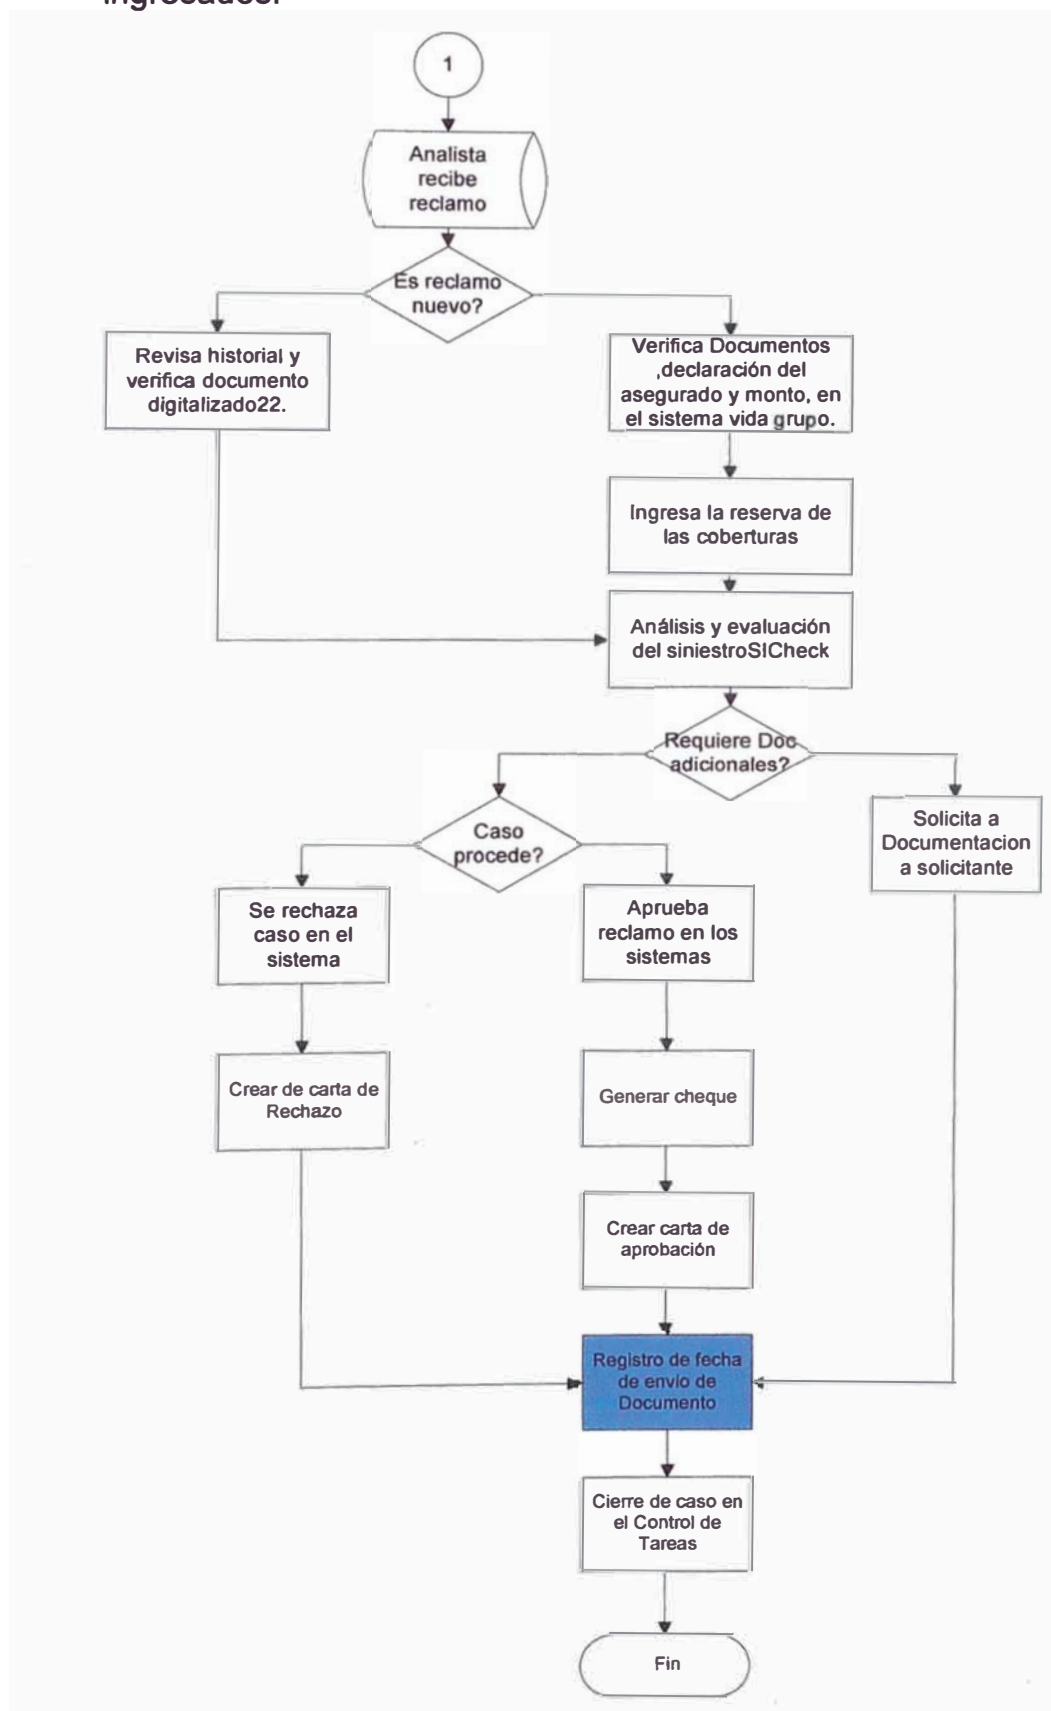 ingresados.
1
Analista
recibe
reclamo
Es reclamo
nuevo?
Revisa historial y
verifica documento
digitalizado22.
Verifica Documentos
,declaración del
asegurado y monto, en
el sistema vida grupo.
Ingresa la reserva de
las coberturas
Análisis y evaluación
del siniestroSICheck
Requiere Doc
adicionales?
Caso
procede?
Solicita a
Documentacion
a solicitante
Se rechaza
caso en el
sistema
Aprueba
reclamo en los
sistemas
Crear de carta de
Rechazo
Generar cheque
Crear carta de
aprobación
Registro de fecha
de envio de
Documento
Cierre de caso en
el Control de
Tareas
Fin